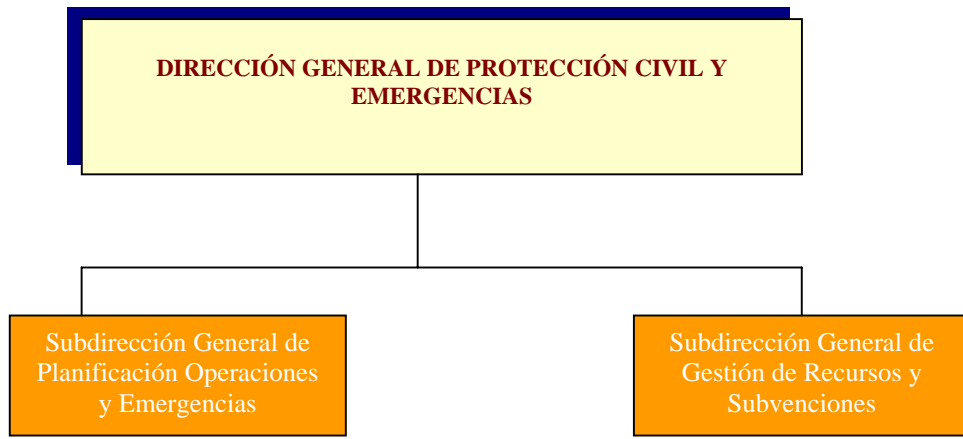 DIRECCIÓN GENERAL DE PROTECCIÓN CIVIL Y
EMERGENCIAS
Subdirección General de
Planificación Operaciones
y Emergencias
Subdirección General de
Gestión de Recursos y
Subvenciones